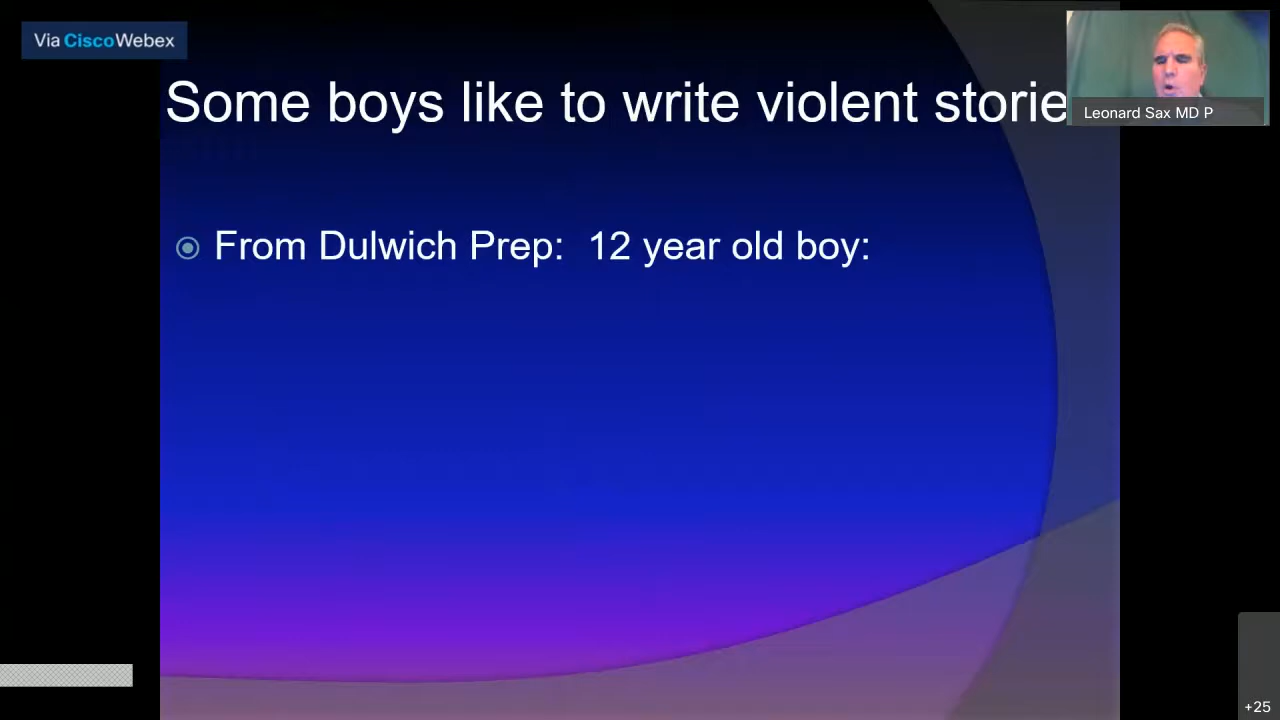 Via CiscoWebex
Some boys like to write violent storie
Leonard Sax MD P
From Dulwich Prep:  12 year old boy:
+25